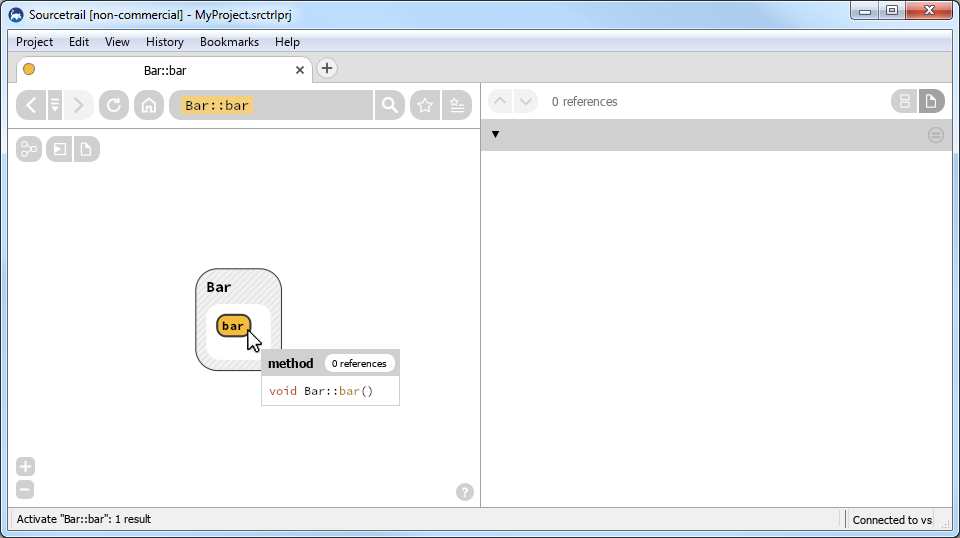 Sourcetrail [non-commercial] - MyProject.srctrlprj
Project Edit View History Bookmarks Help
Bar::bar
Bar::bar
0 references
Bar
bar
method 0 references
void Bar::bar()
?
Activate "Bar::bar": 1 result
Connected to vs